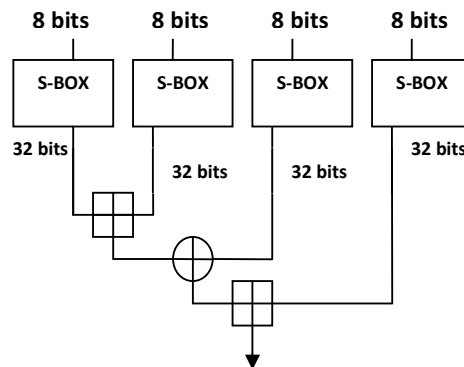 8 bits 8 bits 8 bits 8 bits
S-BOX S-BOX S-BOX S-BOX
32 bits 32 bits
32 bits 32 bits